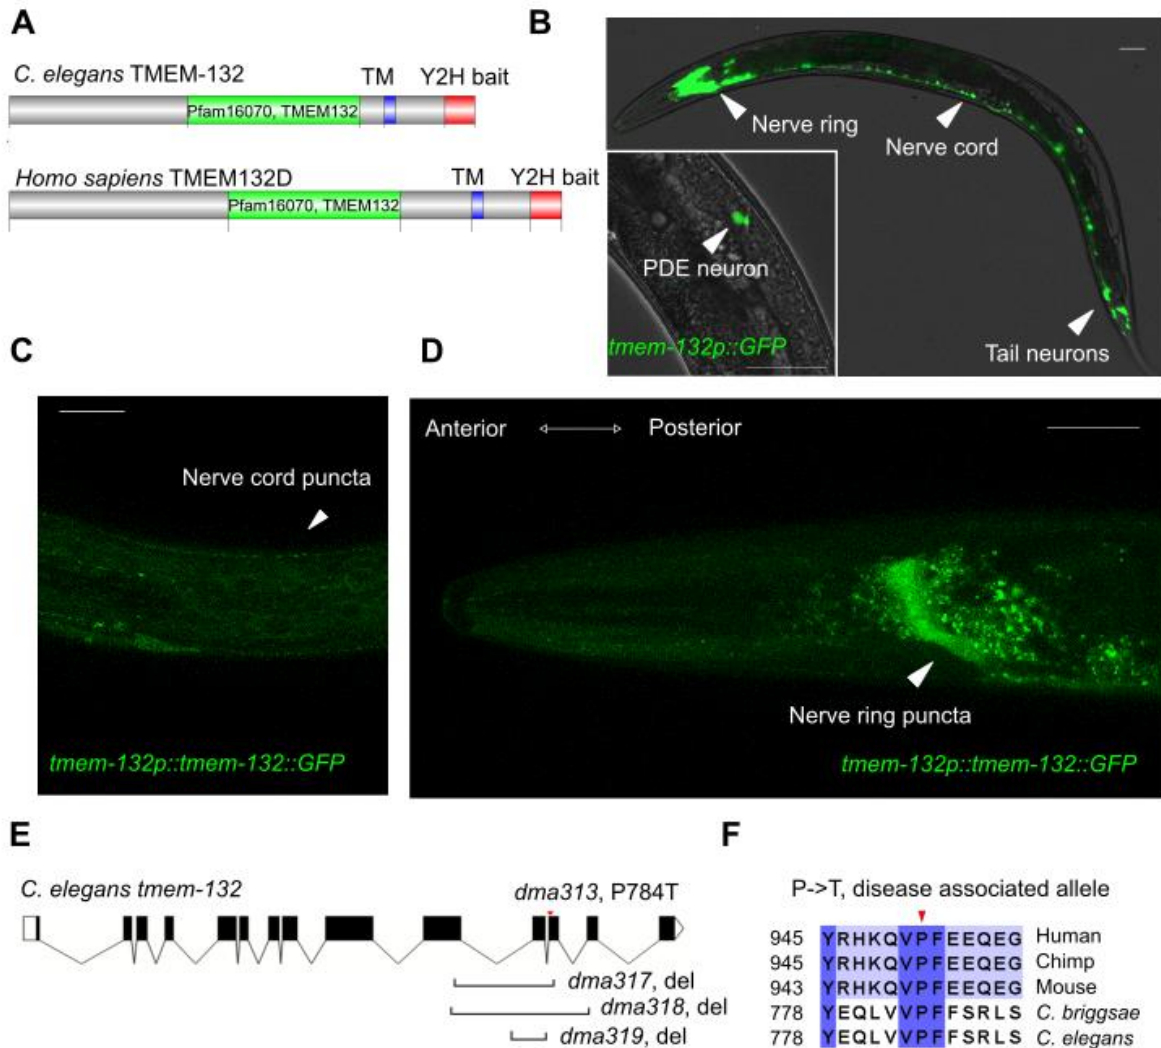 A
C. elegans TMEM-132
TM
Y2H bait
Pfam16070, TMEM132
Homo sapiens TMEM132D
TM
Y2H bait
Pfam16070, TMEM132
B
Nerve ring
Nerve cord
PDE neuron
tmem-132p::GFP
Tail neurons
C
Nerve cord puncta
tmem-132p::tmem-132::GFP
D
Anterior
Posterior
Nerve ring puncta
tmem-132p::tmem-132::GFP
E
C. elegans tmem-132
dma313, P784T
dma317, del
dma318, del
dma319, del
F
P->T, disease associated allele
945 YRHKQVPFEEQEG Human
945 YRHKQVPFEEQEG Chimp
943 YRHKQVPFEEQEG Mouse
778 YEQLVVPFFSRLS C. briggsae
778 YEQLVVPFFSRLS C. elegans